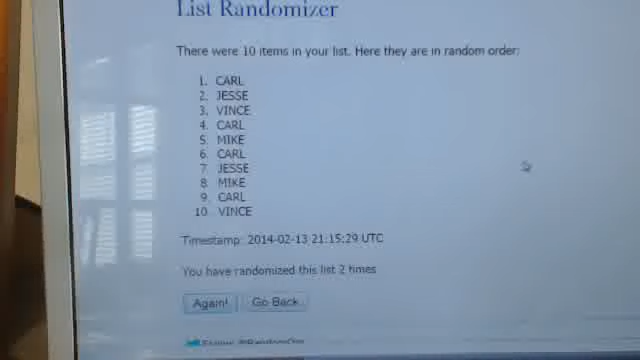 List Randomizer
There were 10 items in your list. Here they are in random order:
1. CARL
2. JESSE
3. VINCE
4. CARL
5. MIKE
6. CARL
7. JESSE
8. MIKE
9. CARL
10. VINCE
Timestamp: 2014-02-13 21:15:29 UTC
You have randomized this list 2 times
Again! Go Back